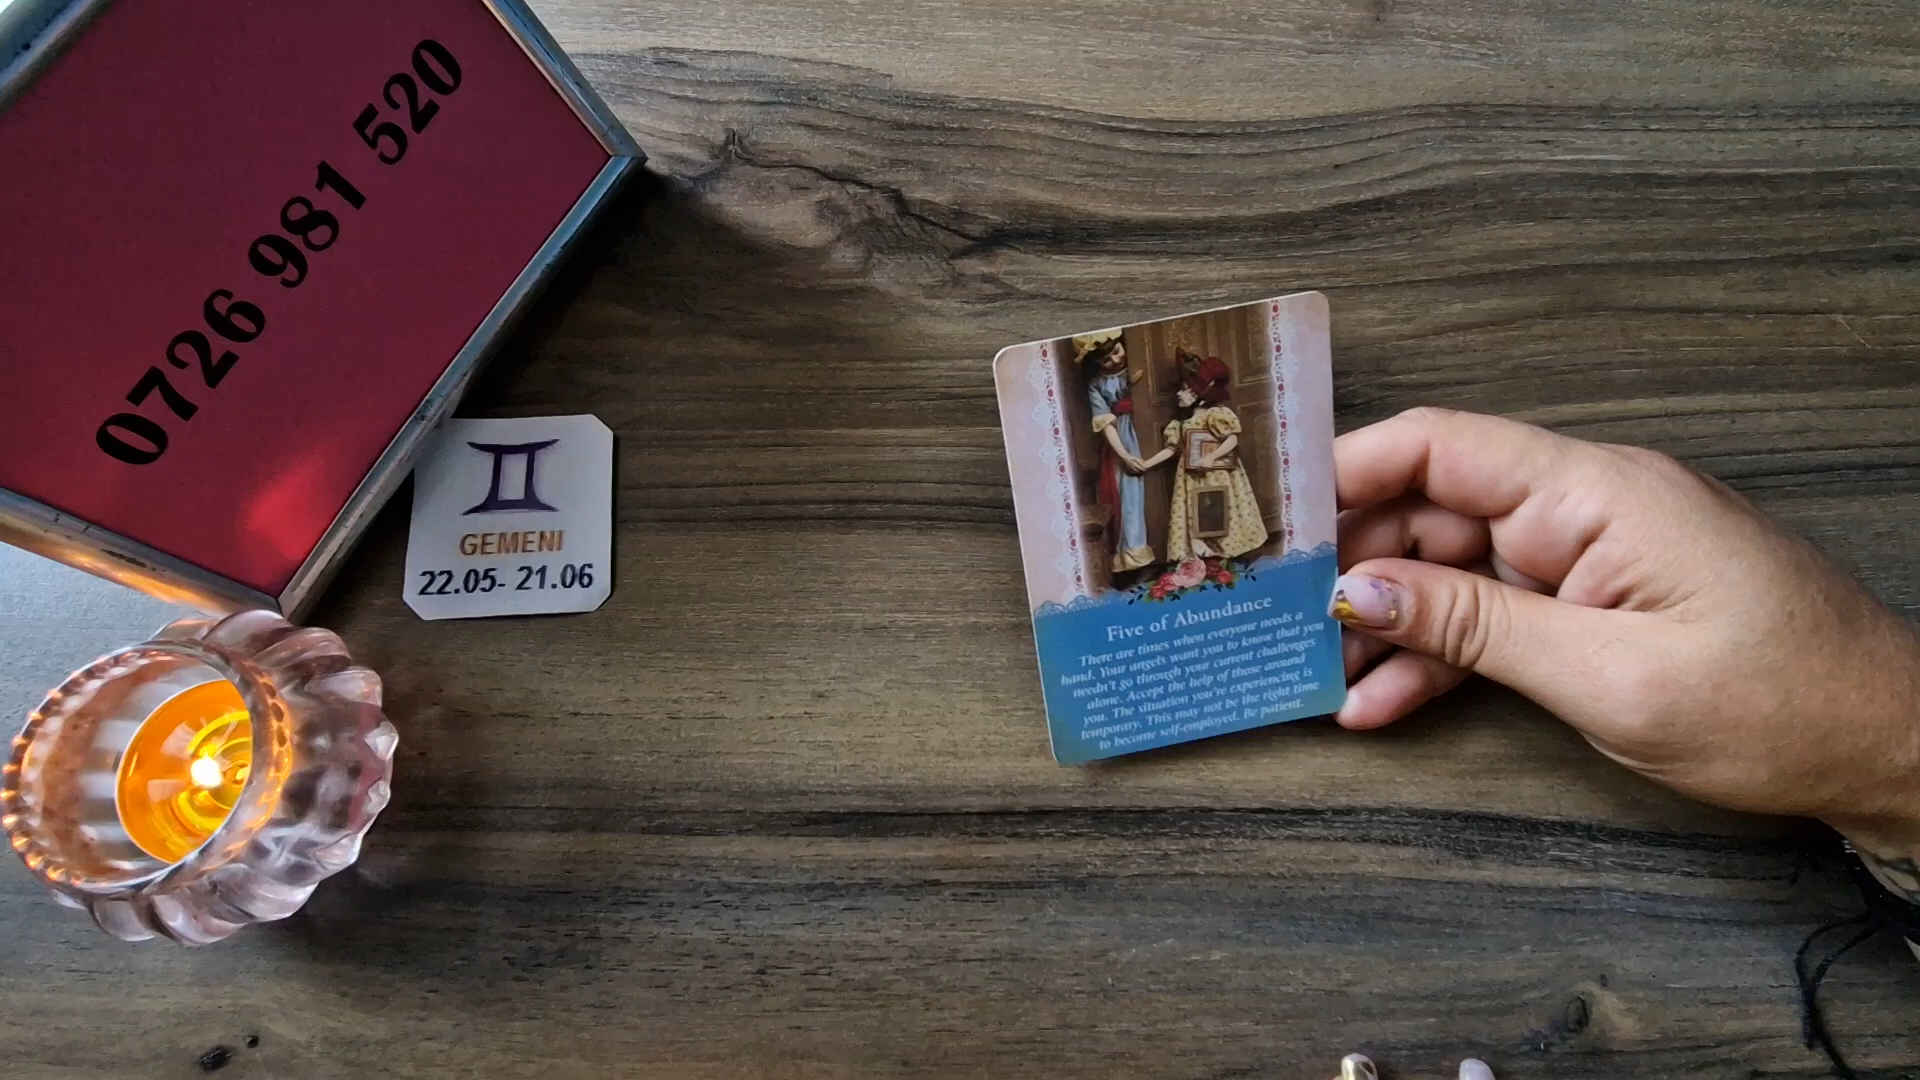 0726 981 520
GEMENI
22.05- 21.06
Five of Abundance
There are times when everyone needs a
hand. Your angels want you to know that you
needn't go through your current challenges
alone. Accept the help of those around
you. The situation you're experiencing is
temporary. This may not be the right time
to become self-employed. Be patient.